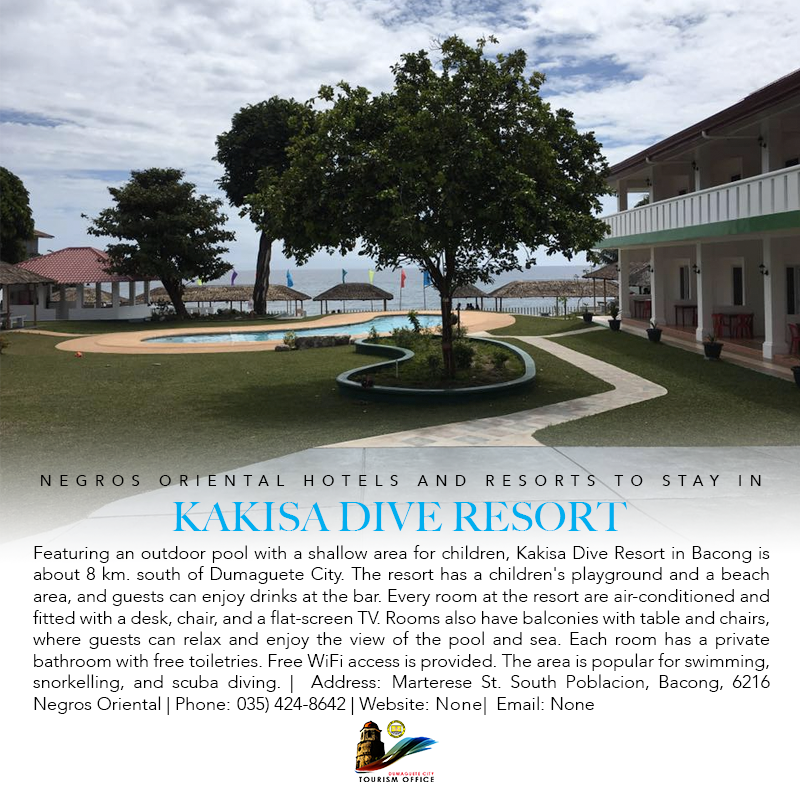 NEGROS ORIENTAL HOTELS AND RESORTS TO STAY IN
KAKISA DIVE RESORT
Featuring an outdoor pool with a shallow area for children, Kakisa Dive Resort in Bacong is
about 8 km. south of Dumaguete City. The resort has a children's playground and a beach
area, and guests can enjoy drinks at the bar. Every room at the resort are air-conditioned and
fitted with a desk, chair, and a flat-screen TV. Rooms also have balconies with table and chairs,
where guests can relax and enjoy the view of the pool and sea. Each room has a private
bathroom with free toiletries. Free WiFi access is provided. The area is popular for swimming,
snorkelling, and scuba diving. | Address: Marterese St. South Poblacion, Bacong, 6216
Negros Oriental | Phone: 035) 424-8642 | Website: None| Email: None
DUMAGUETE CITY
TOURISM OFFICE